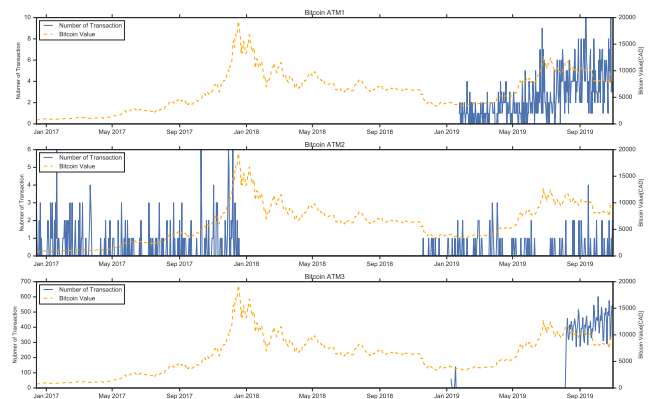 Bitcoin ATM1
10
8
6
4
2
0
Nubmer of Transaction
Number of Transaction
Bitcoin Value
20000
15000
10000
5000
0
Bitcoin Value[CAD]
Jan 2017 May 2017 Sep 2017 Jan 2018 May 2018 Sep 2018 Jan 2019 May 2019 Sep 2019
Bitcoin ATM2
6
5
4
3
2
1
0
Nubmer of Transaction
Number of Transaction
Bitcoin Value
20000
15000
10000
5000
0
Bitcoin Value[CAD]
Jan 2017 May 2017 Sep 2017 Jan 2018 May 2018 Sep 2018 Jan 2019 May 2019 Sep 2019
Bitcoin ATM3
700
600
500
400
300
200
100
0
Nubmer of Transaction
Number of Transaction
Bitcoin Value
20000
15000
10000
5000
0
Bitcoin Value[CAD]
Jan 2017 May 2017 Sep 2017 Jan 2018 May 2018 Sep 2018 Jan 2019 May 2019 Sep 2019